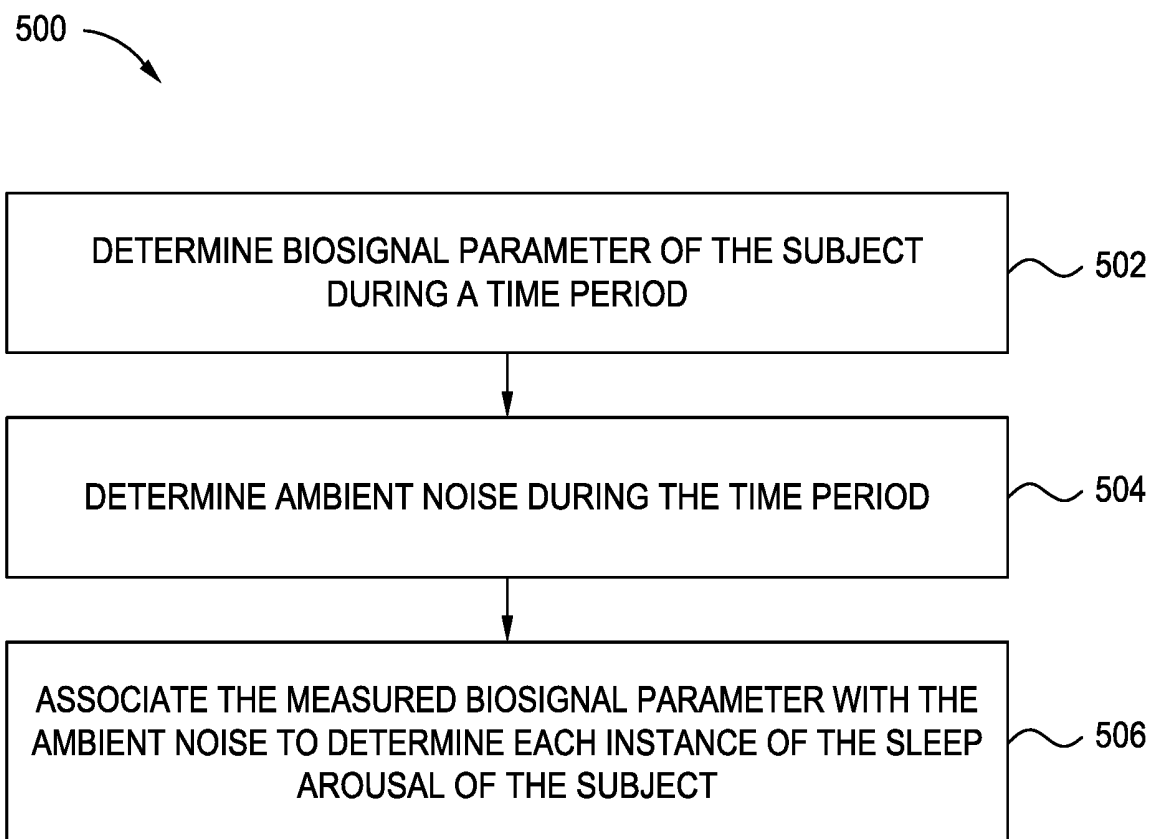 500
DETERMINE BIOSIGNAL PARAMETER OF THE SUBJECT
DURING A TIME PERIOD
502
DETERMINE AMBIENT NOISE DURING THE TIME PERIOD
504
ASSOCIATE THE MEASURED BIOSIGNAL PARAMETER WITH THE
AMBIENT NOISE TO DETERMINE EACH INSTANCE OF THE SLEEP
AROUSAL OF THE SUBJECT
506